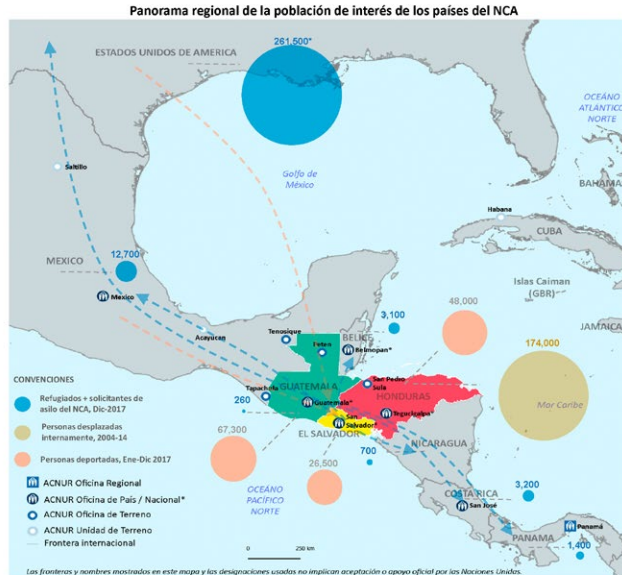 Panorama regional de la población de interés de los países del NCA
ESTADOS UNIDOS DE AMERICA
261,500*
OCEÁNO
ATLÁNTICO
NORTE
Golfo de
México
Saltillo
BAHAMAS
Habana
CUBA
MEXICO
12,700
Mexico
Islas Caiman
(GBR)
JAMAICA
3,100
48,000
Acayucan
Tenosique
BELICE
Belmopan*
Peten
174,000
CONVENCIONES
Refugiados + solicitantes
de asilo del NCA, Dic-2017
Personas desplazadas
internamente, 2004-14
Personas deportadas, Ene-Dic 2017
Tapachula
GUATEMALA
San Pedro
Sula
HONDURAS
260
Guatemala*
Tegucigalpa*
Mar Caribe
San
Salvador*
EL SALVADOR
NICARAGUA
67,300
26,500
700
OCEÁNO
PACÍFICO
NORTE
COSTA RICA
San José
3,200
PANAMA
Panamá
1,400
ACNUR Oficina Regional
ACNUR Oficina de País / Nacional*
ACNUR Oficina de Terreno
ACNUR Unidad de Terreno
Frontera internacional
0
250 km
Las fronteras y nombres mostrados en este mapa y las designaciones usadas no implican aceptación o apoyo oficial por las Naciones Unidas.